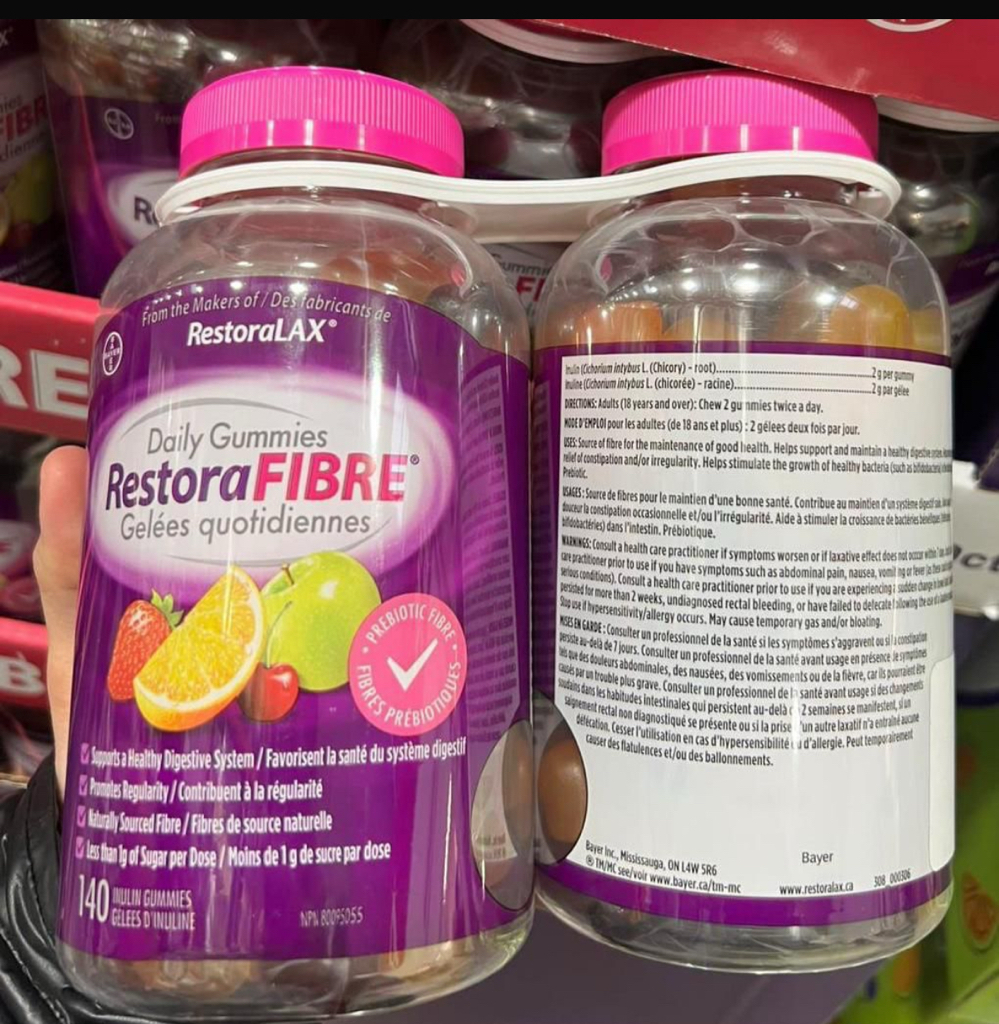 From the Makers of / Des fabricants de
RestoraLAX®
BAYER
Daily Gummies
RestoraFIBRE®
Gelées quotidiennes
PREBIOTIC FIBRE
FIBRES PRÉBIOTIQUES
Supports a Healthy Digestive System / Favorisent la santé du système digestif
Promotes Regularity / Contribuent à la régularité
Naturally Sourced Fibre / Fibres de source naturelle
Less than 1g of Sugar per Dose / Moins de 1 g de sucre par dose
140 INULIN GUMMIES
GELÉES D'INULINE
NPN 80095055
Inulin (Cichorium intybus L. (Chicory) - root)................2 g per gummy
Inuline (Cichorium intybus L. (chicorée) - racine)................2 g par gélée
DIRECTIONS: Adults (18 years and over): Chew 2 gummies twice a day.
MODE D'EMPLOI pour les adultes (de 18 ans et plus) : 2 gélees deux fois par jour.
USES: Source of fibre for the maintenance of good health. Helps support and maintain a healthy digestive
relief of constipation and/or irregularity. Helps stimulate the growth of healthy bacteria (such as bifidobacteria)
Prebiotic.
USAGES : Source de fibres pour le maintien d'une bonne santé. Contribue au maintien d'un système digestif
douceur la constipation occasionnelle et/ou l'irrégularité. Aide à stimuler la croissance de bactéries bénéfiques
bifidobactéries) dans l'intestin. Prébiotique.
WARNINGS: Consult a health care practitioner if symptoms worsen or if laxative effect does not occur within 7
care practitioner prior to use if you have symptoms such as abdominal pain, nausea, vomiting or fever (as these
serious conditions). Consult a health care practitioner prior to use if you are experiencing a sudden change in
persisted for more than 2 weeks, undiagnosed rectal bleeding, or have failed to defecate following the use of
Stop use if hypersensitivity/allergy occurs. May cause temporary gas and/or bloating.
MISES EN GARDE : Consulter un professionnel de la santé si les symptômes s'aggravent ou si la constipation
persiste au-delà de 7 jours. Consulter un professionnel de la santé avant usage en présence de symptômes
tels que des douleurs abdominales, des nausées, des vomissements ou de la fièvre, car ils pourraient être
causés par un trouble plus grave. Consulter un professionnel de la santé avant usage si des changements
soudains dans les habitudes intestinales qui persistent au-delà de 2 semaines se manifestent, si un
saignement rectal non diagnostiqué se présente ou si la prise d'un autre laxatif n'a entraîné aucune
défécation. Cesser l'utilisation en cas d'hypersensibilité ou d'allergie. Peut temporairement
causer des flatulences et/ou des ballonnements.
Bayer Inc., Mississauga, ON L4W 5R6
® TM/MC see/voir www.bayer.ca/tm-mc
Bayer
www.restoralax.ca
308_000306